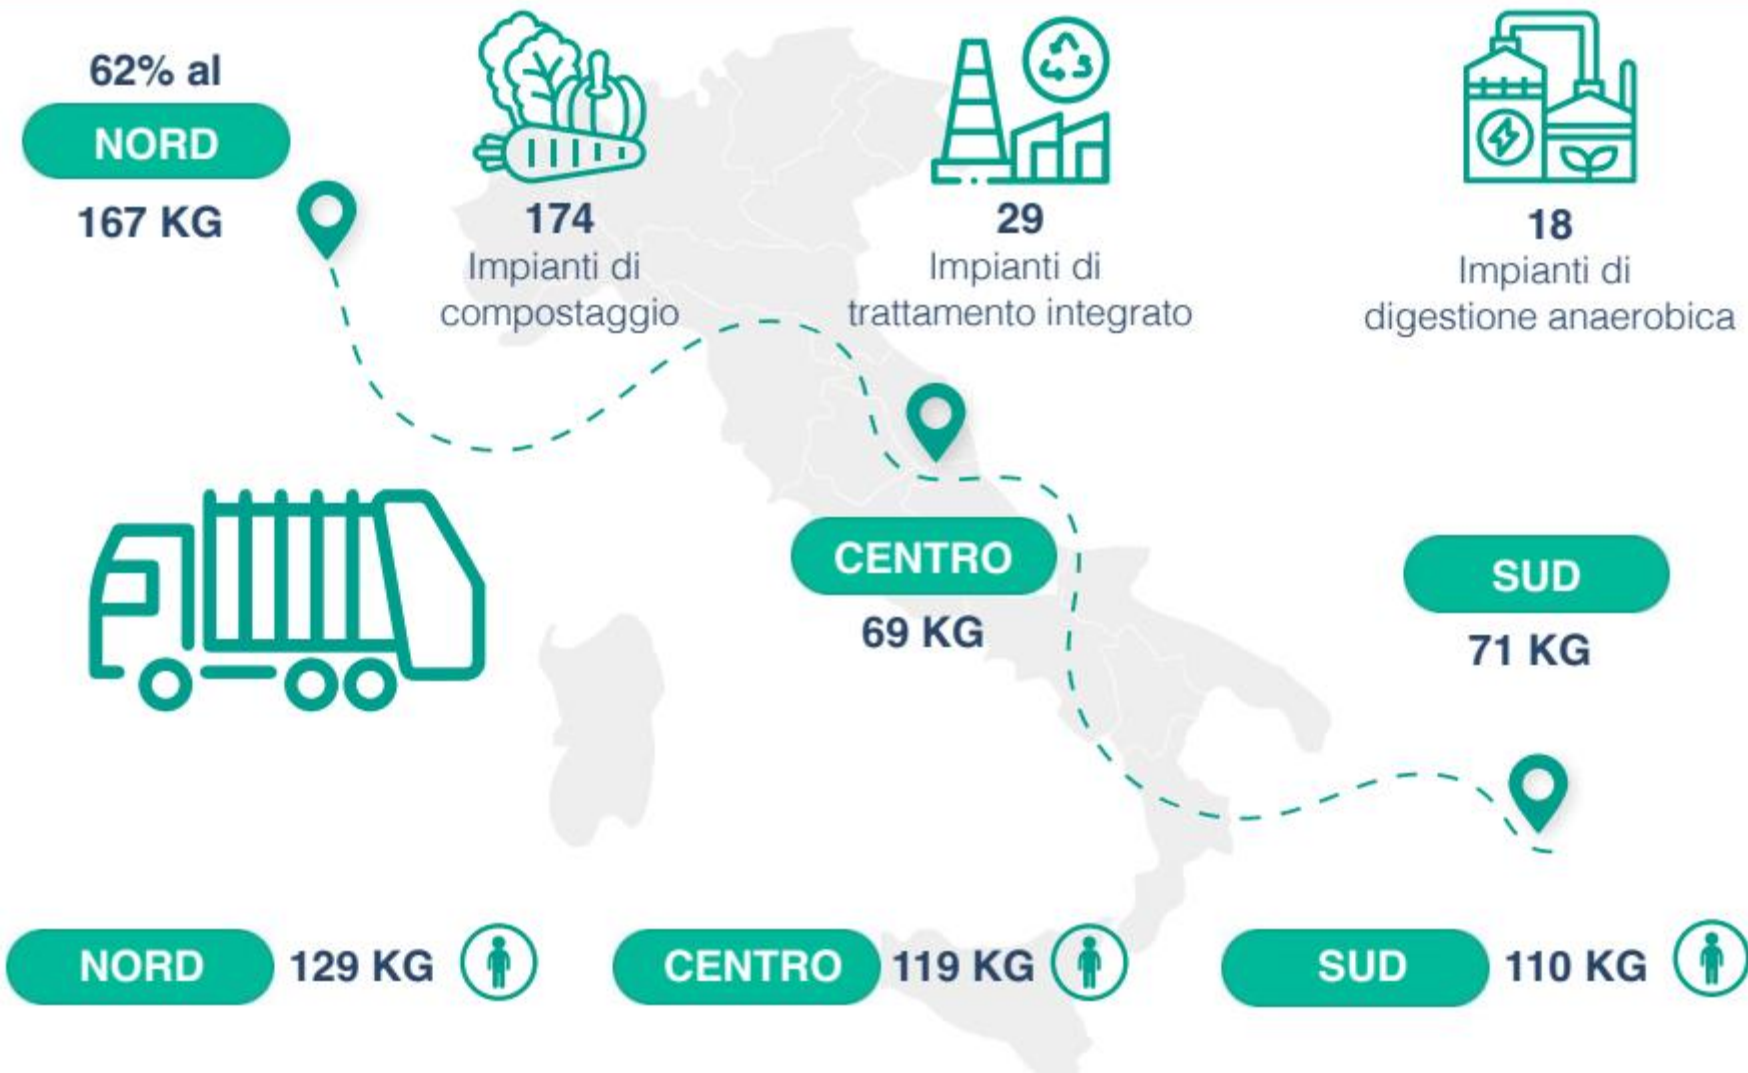 62% al
NORD
167 KG
174
Impianti di
compostaggio
29
Impianti di
trattamento integrato
18
Impianti di
digestione anaerobica
CENTRO
69 KG
SUD
71 KG
NORD 129 KG
CENTRO 119 KG
SUD 110 KG